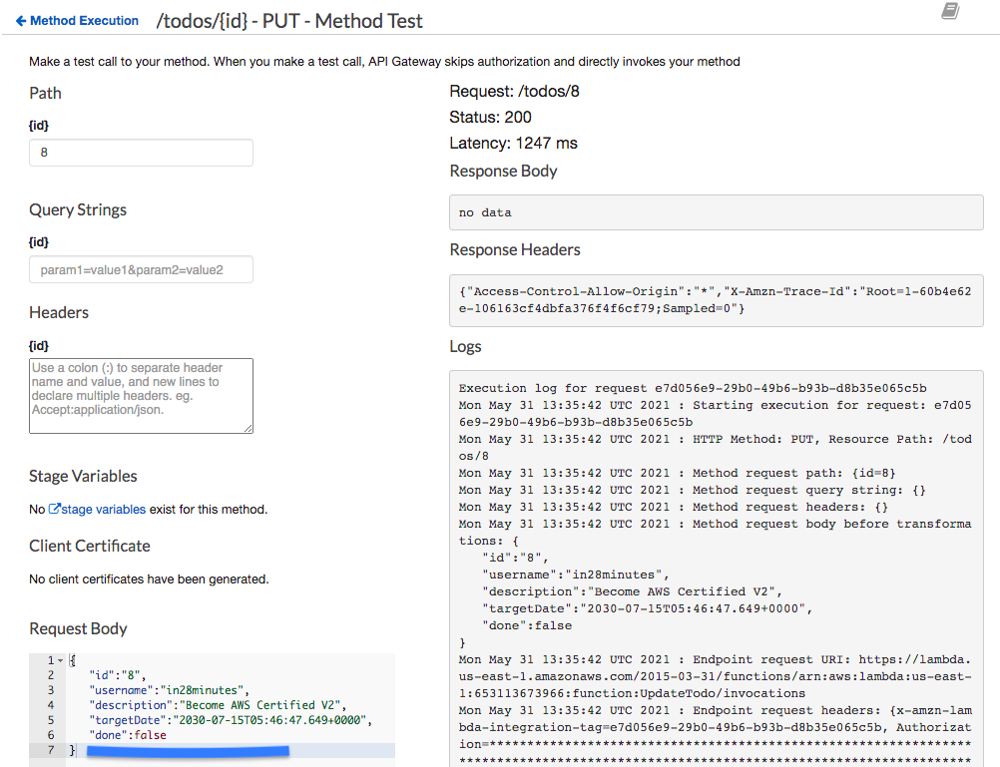 Method Execution /todos/{id} - PUT - Method Test
Make a test call to your method. When you make a test call, API Gateway skips authorization and directly invokes your method
Path
{id}
8
Query Strings
{id}
param1=value1&param2=value2
Headers
{id}
Use a colon (:) to separate header
name and value, and new lines to
declare multiple headers. eg.
Accept:application/json.
Stage Variables
No stage variables exist for this method.
Client Certificate
No client certificates have been generated.
Request Body
1 {
2 "id":"8",
3 "username":"in28minutes",
4 "description":"Become AWS Certified V2",
5 "targetDate":"2030-07-15T05:46:47.649+0000",
6 "done":false
7 }
Request: /todos/8
Status: 200
Latency: 1247 ms
Response Body
no data
Response Headers
{"Access-Control-Allow-Origin":"*","X-Amzn-Trace-Id":"Root=1-60b4e62
e-106163cf4dbfa376f4f6cf79;Sampled=0"}
Logs
Execution log for request e7d056e9-29b0-49b6-b93b-d8b35e065c5b
Mon May 31 13:35:42 UTC 2021 : Starting execution for request: e7d05
6e9-29b0-49b6-b93b-d8b35e065c5b
Mon May 31 13:35:42 UTC 2021 : HTTP Method: PUT, Resource Path: /tod
os/8
Mon May 31 13:35:42 UTC 2021 : Method request path: {id=8}
Mon May 31 13:35:42 UTC 2021 : Method request query string: {}
Mon May 31 13:35:42 UTC 2021 : Method request headers: {}
Mon May 31 13:35:42 UTC 2021 : Method request body before transforma
tions: {
"id":"8",
"username":"in28minutes",
"description":"Become AWS Certified V2",
"targetDate":"2030-07-15T05:46:47.649+0000",
"done":false
}
Mon May 31 13:35:42 UTC 2021 : Endpoint request URI: https://lambda.
us-east-1.amazonaws.com/2015-03-31/functions/arn:aws:lambda:us-east-
1:653113673966:function:UpdateTodo/invocations
Mon May 31 13:35:42 UTC 2021 : Endpoint request headers: {x-amzn-lam
bda-integration-tag=e7d056e9-29b0-49b6-b93b-d8b35e065c5b, Authorizat
ion=****************************************************************
********************************************************************